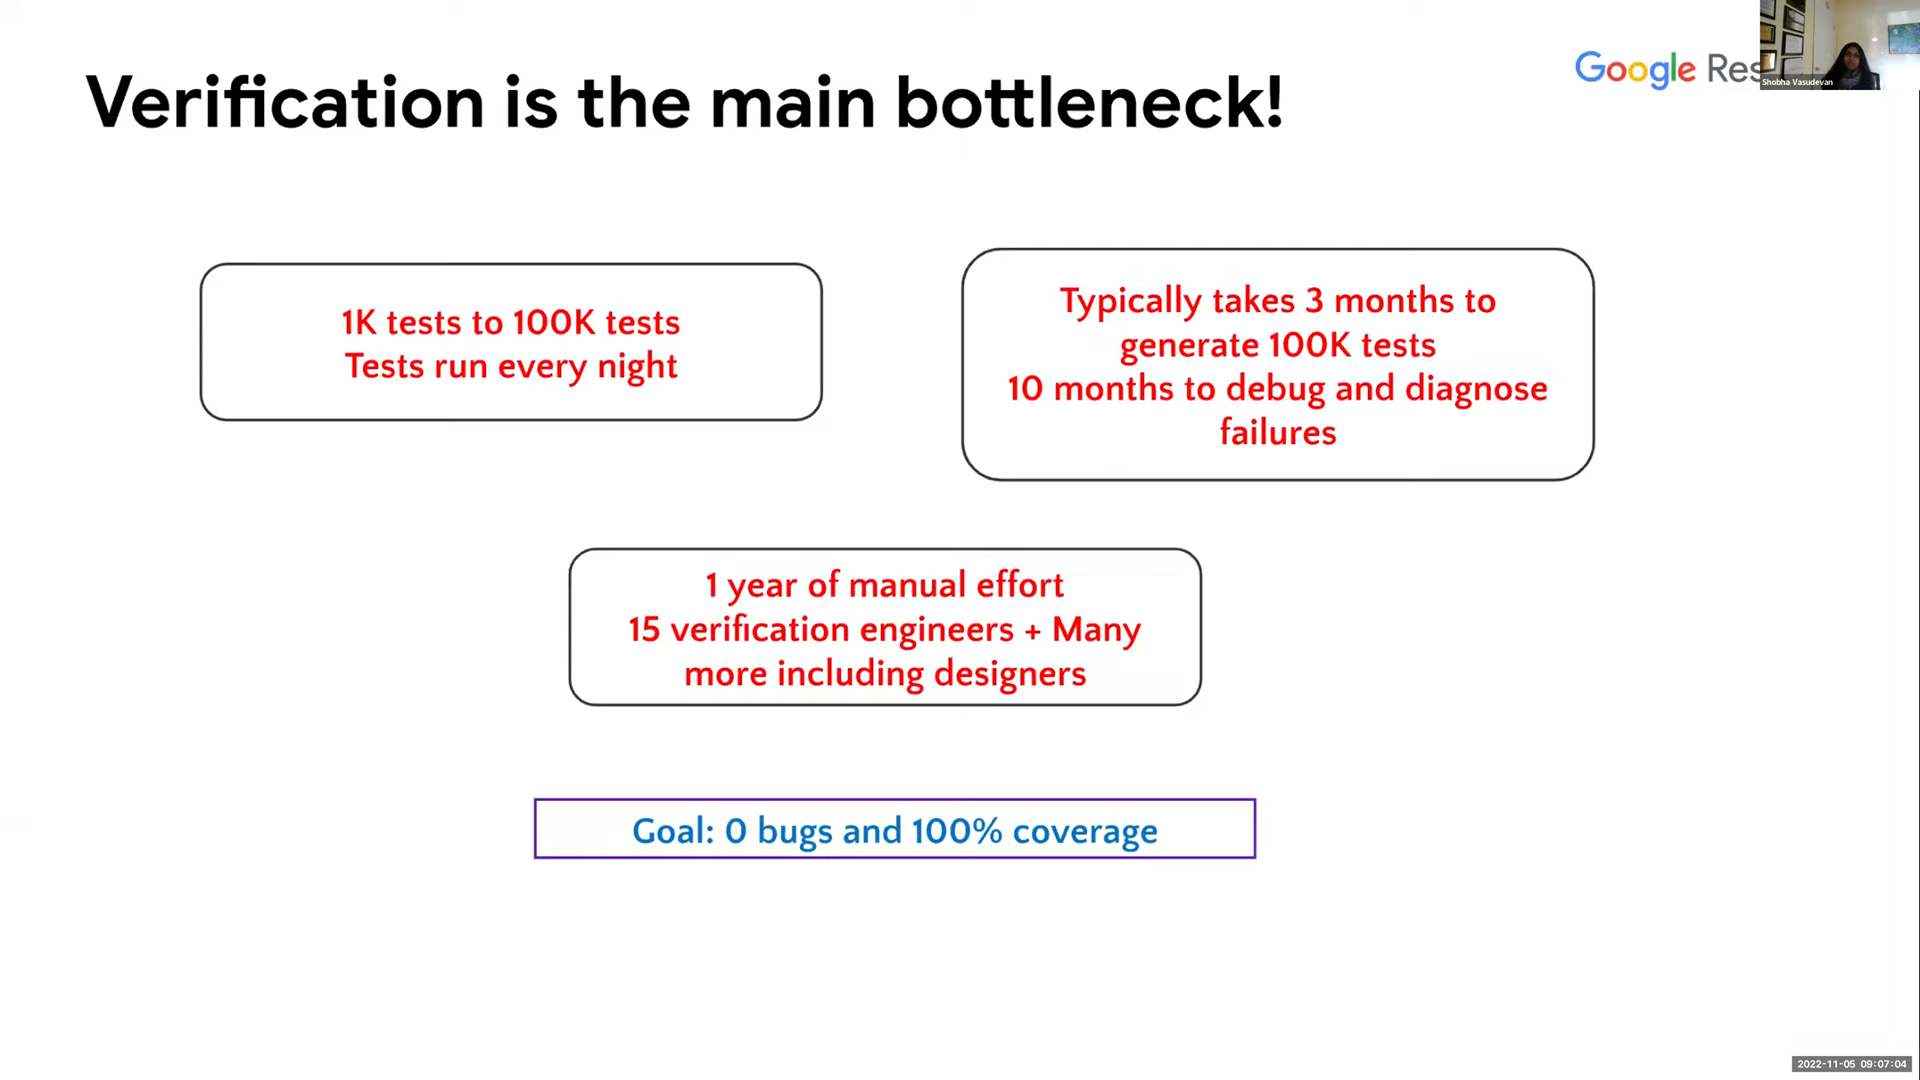 Verification is the main bottleneck!
Google Res
Shobha Vasudevan
1K tests to 100K tests
Tests run every night
Typically takes 3 months to
generate 100K tests
10 months to debug and diagnose
failures
1 year of manual effort
15 verification engineers + Many
more including designers
Goal: 0 bugs and 100% coverage
2022-11-05 09:07:04